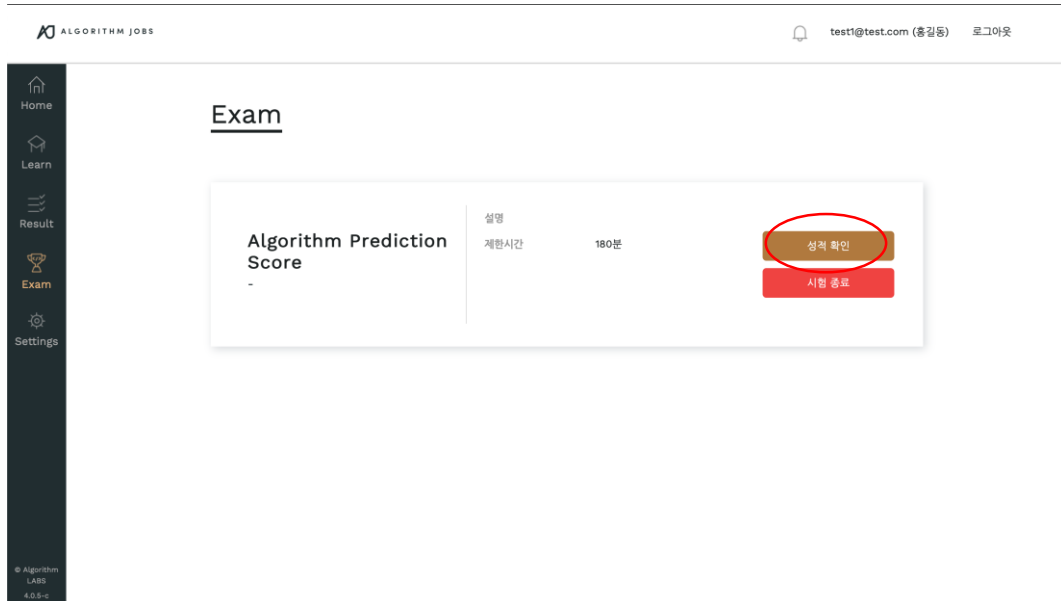 ALGORITHM JOBS
test1@test.com (홍길동) 로그아웃
Home
Learn
Result
Exam
Settings
© Algorithm
LABS
4.0.5-c
Exam
Algorithm Prediction
Score
-
설명
제한시간 180분
성적 확인
시험 종료